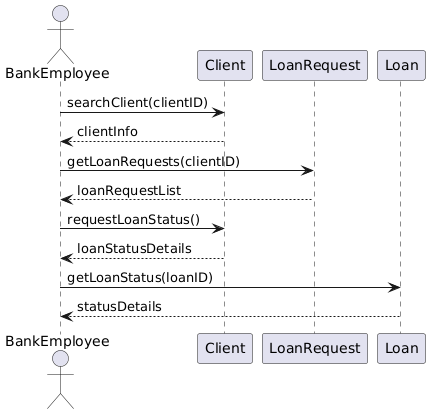 BankEmployee
Client
LoanRequest
Loan
searchClient(clientID)
clientInfo
getLoanRequests(clientID)
loanRequestList
requestLoanStatus()
loanStatusDetails
getLoanStatus(loanID)
statusDetails
BankEmployee
Client
LoanRequest
Loan